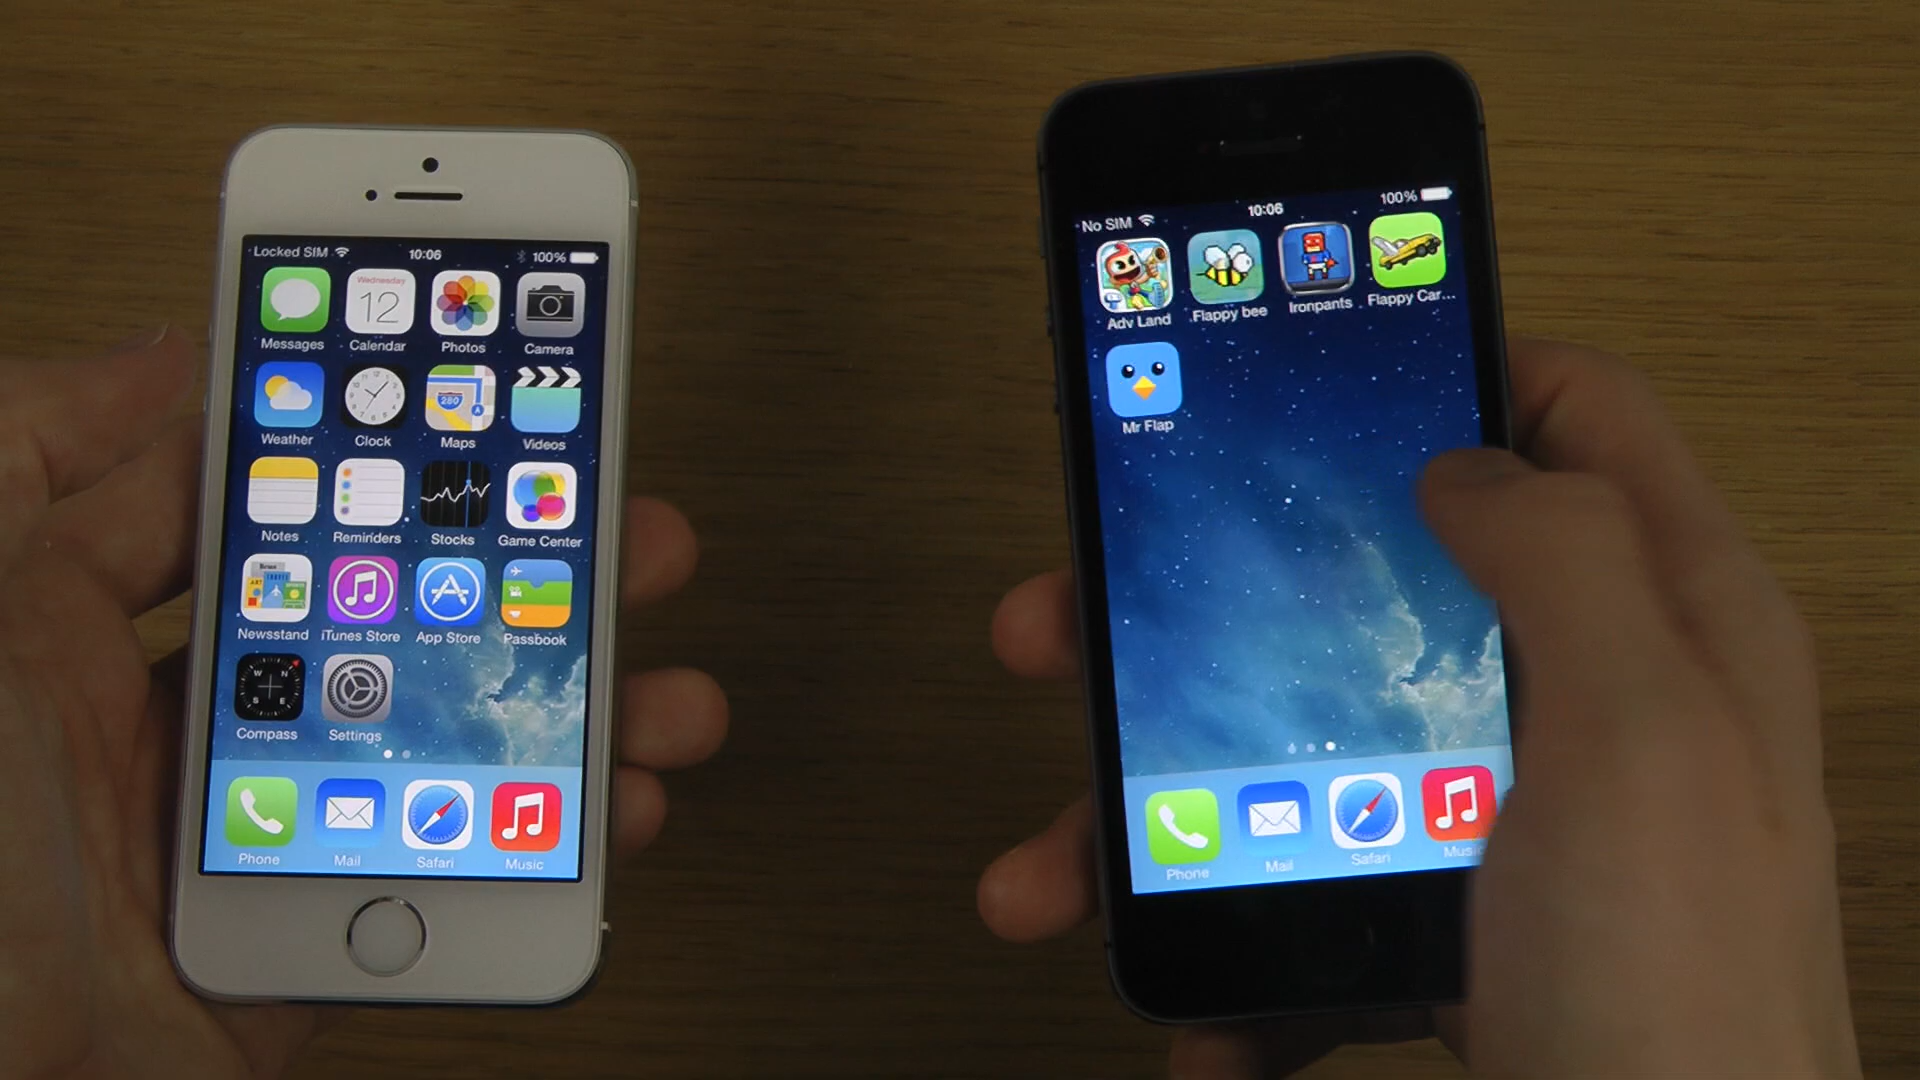 Locked SIM 10:06 100%
Wednesday
12
Messages Calendar Photos Camera
280
Weather Clock Maps Videos
Notes Reminders Stocks Game Center
Newsstand iTunes Store App Store Passbook
W N
S E
Compass Settings
Phone Mail Safari Music
No SIM 10:06 100%
Adv Land Flappy bee Ironpants Flappy Car...
Mr Flap
Phone Mail Safari Music